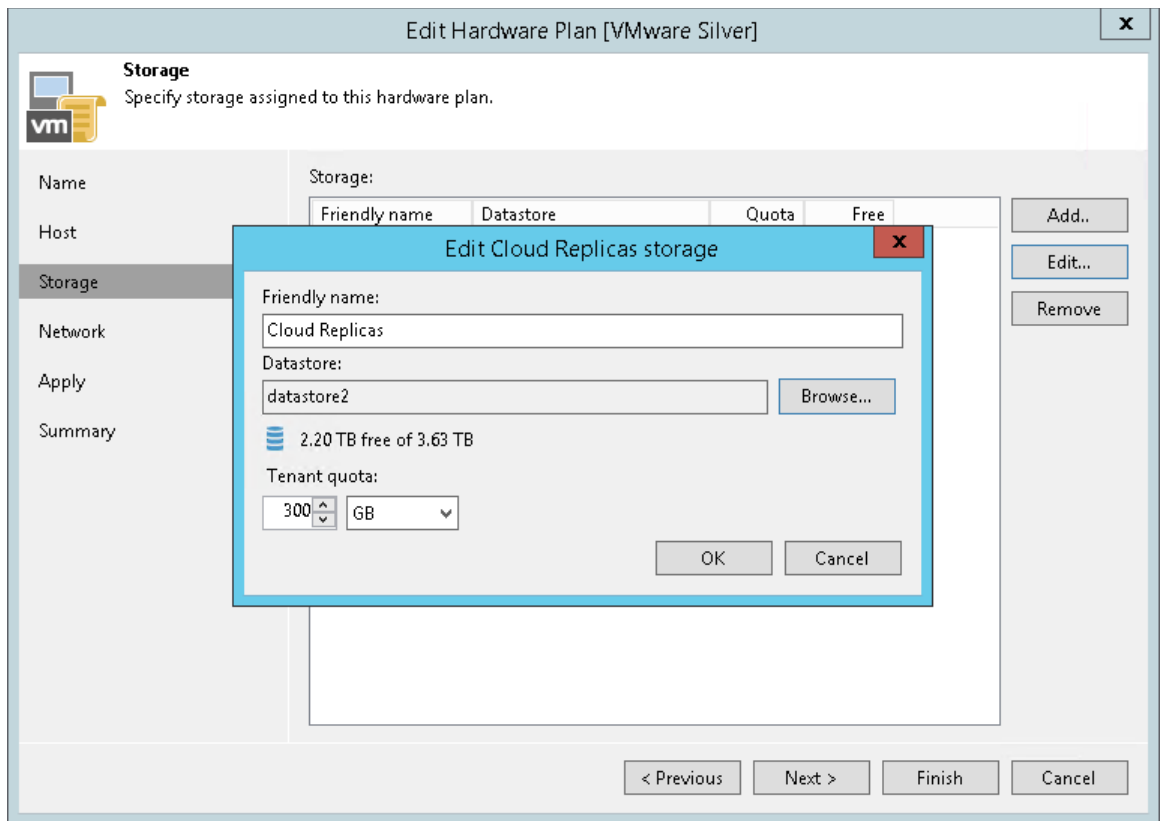 Edit Hardware Plan [VMware Silver]
x
Storage
Specify storage assigned to this hardware plan.
vm
Name
Host
Storage
Network
Apply
Summary
Storage:
Friendly name Datastore Quota Free
Add..
Edit...
Remove
Edit Cloud Replicas storage
x
Friendly name:
Cloud Replicas
Datastore:
datastore2
Browse...
2.20 TB free of 3.63 TB
Tenant quota:
300 GB
OK Cancel
< Previous Next > Finish Cancel